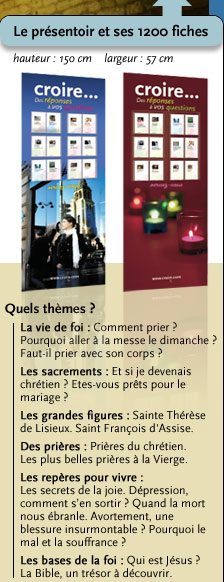 Le présentoir et ses 1200 fiches
hauteur : 150 cm largeur : 57 cm
croire...
Des réponses
à vos questions
croire...
Des réponses
à vos questions
www.croire.com
www.croire.com
Quels thèmes ?
La vie de foi : Comment prier ?
Pourquoi aller à la messe le dimanche ?
Faut-il prier avec son corps ?
Les sacrements : Et si je devenais
chrétien ? Etes-vous prêts pour le
mariage ?
Les grandes figures : Sainte Thérèse
de Lisieux. Saint François d'Assise.
Des prières : Prières du chrétien.
Les plus belles prières à la Vierge.
Les repères pour vivre :
Les secrets de la joie. Dépression,
comment s'en sortir ? Quand la mort
nous ébranle. Avortement, une
blessure insurmontable ? Pourquoi le
mal et la souffrance ?
Les bases de la foi : Qui est Jésus ?
La Bible, un trésor à découvrir.